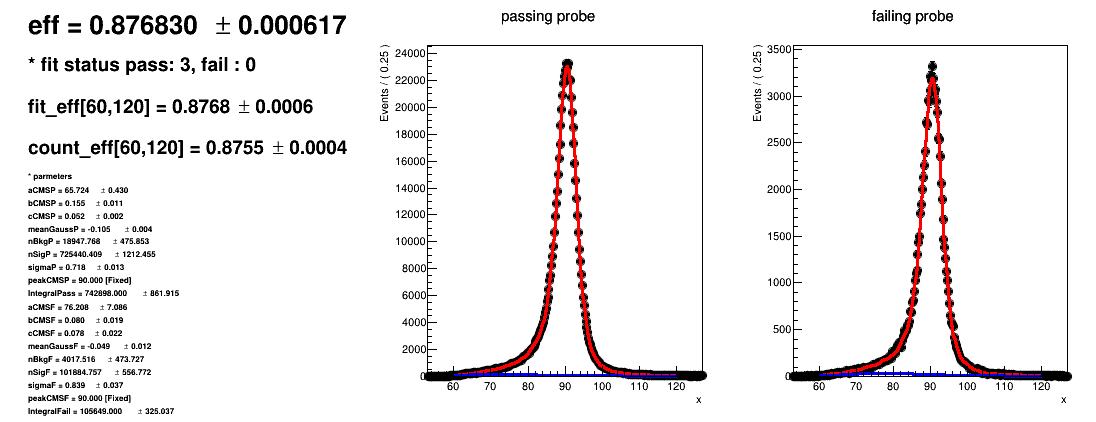 eff = 0.876830 ± 0.000617
* fit status pass: 3, fail : 0
fit_eff[60,120] = 0.8768 ± 0.0006
count_eff[60,120] = 0.8755 ± 0.0004
* parmeters
aCMSP = 65.724 ± 0.430
bCMSP = 0.155 ± 0.011
cCMSP = 0.052 ± 0.002
meanGaussP = -0.105 ± 0.004
nBkgP = 18947.768 ± 475.853
nSigP = 725440.409 ± 1212.455
sigmaP = 0.718 ± 0.013
peakCMSP = 90.000 [Fixed]
IntegralPass = 742898.000 ± 861.915
aCMSF = 76.208 ± 7.086
bCMSF = 0.080 ± 0.019
cCMSF = 0.078 ± 0.022
meanGaussF = -0.049 ± 0.012
nBkgF = 4017.516 ± 473.727
nSigF = 101884.757 ± 556.772
sigmaF = 0.839 ± 0.037
peakCMSF = 90.000 [Fixed]
IntegralFail = 105649.000 ± 325.037
passing probe
Events / ( 0.25 )
24000
22000
20000
18000
16000
14000
12000
10000
8000
6000
4000
2000
0
60 70 80 90 100 110 120
x
failing probe
Events / ( 0.25 )
3500
3000
2500
2000
1500
1000
500
0
60 70 80 90 100 110 120
x